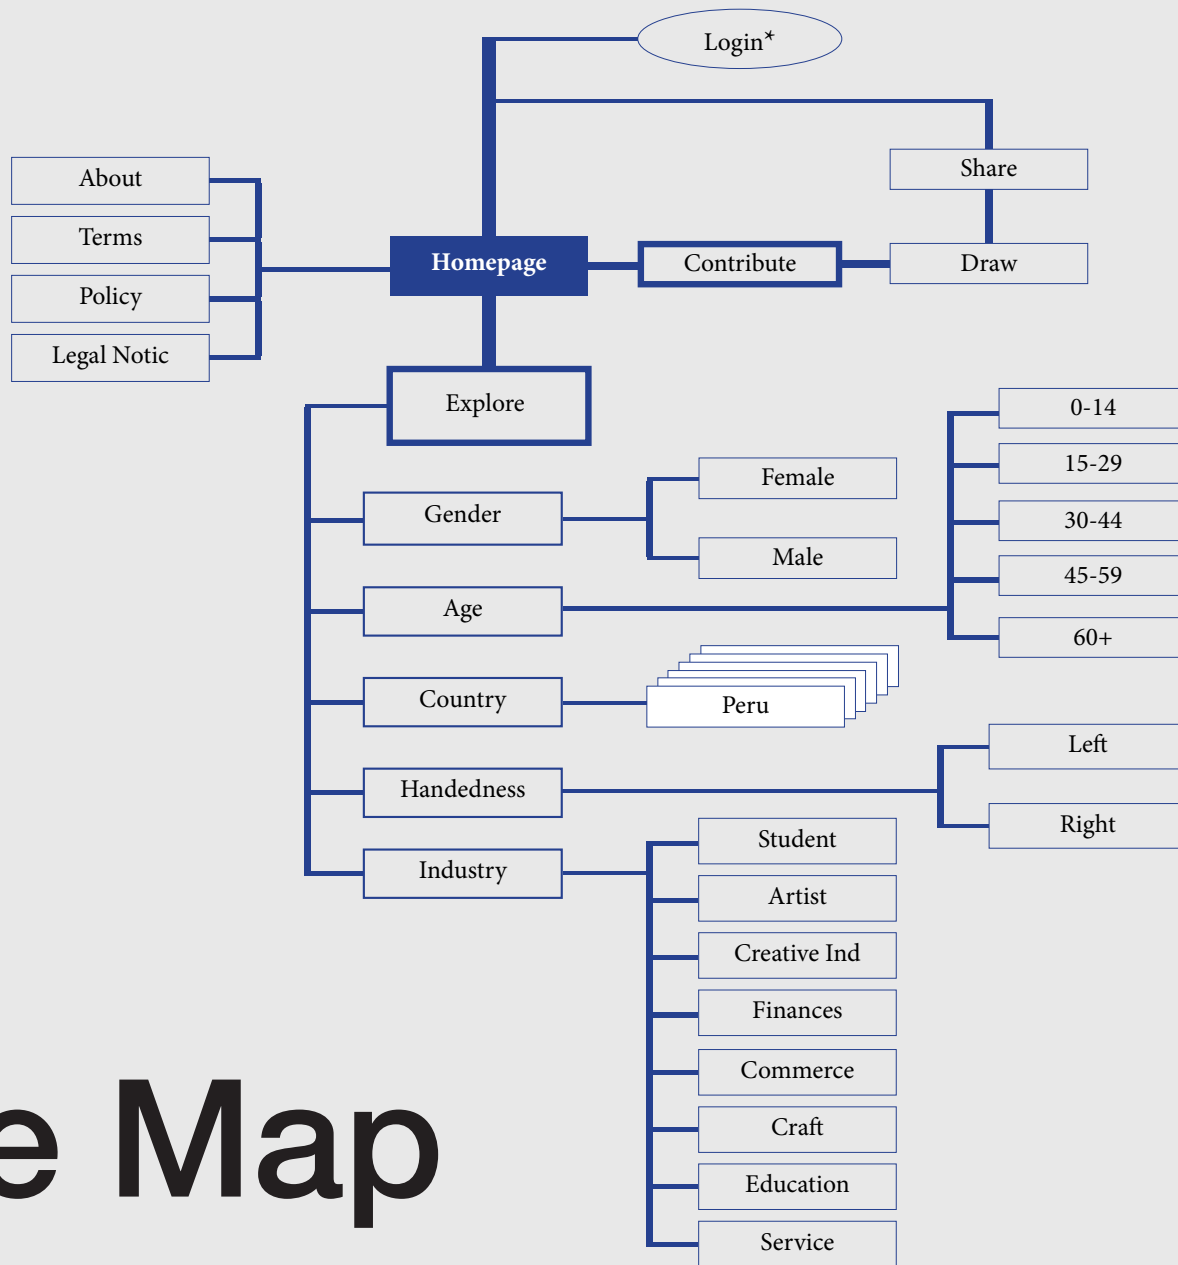 Login*
Share
About
Terms
Policy
Legal Notic
Homepage
Contribute
Draw
Explore
0-14
15-29
30-44
45-59
60+
Gender
Female
Male
Age
Country
Peru
Handedness
Left
Right
Industry
Student
Artist
Creative Ind
Finances
Commerce
Craft
Education
Service
e Map